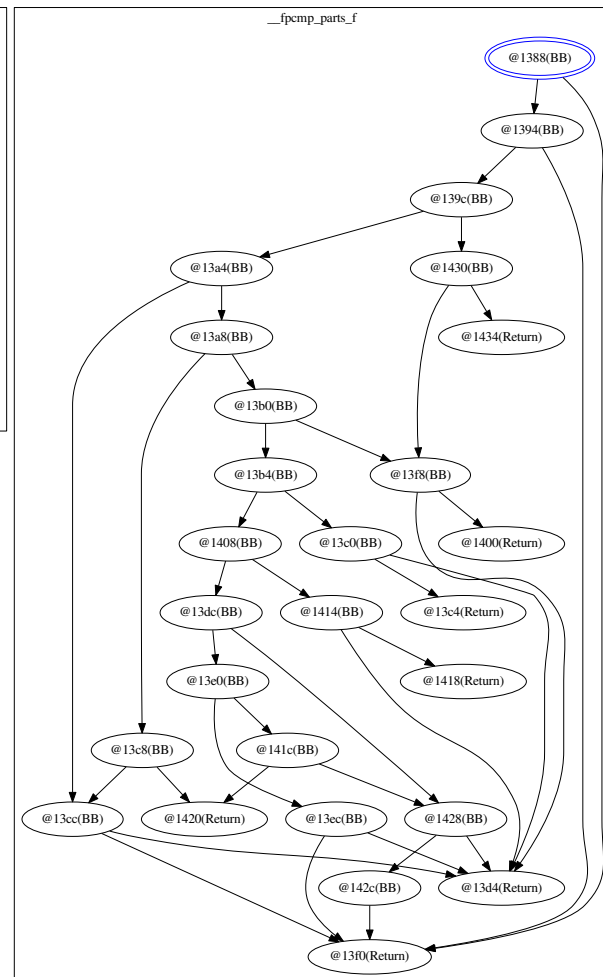 __fpcmp_parts_f
@1388(BB)
@1394(BB)
@139c(BB)
@13a4(BB)
@1430(BB)
@13a8(BB)
@1434(Return)
@13b0(BB)
@13b4(BB)
@13f8(BB)
@1408(BB)
@13c0(BB)
@1400(Return)
@13dc(BB)
@1414(BB)
@13c4(Return)
@13e0(BB)
@1418(Return)
@13c8(BB)
@141c(BB)
@13cc(BB)
@1420(Return)
@13ec(BB)
@1428(BB)
@142c(BB)
@13d4(Return)
@13f0(Return)